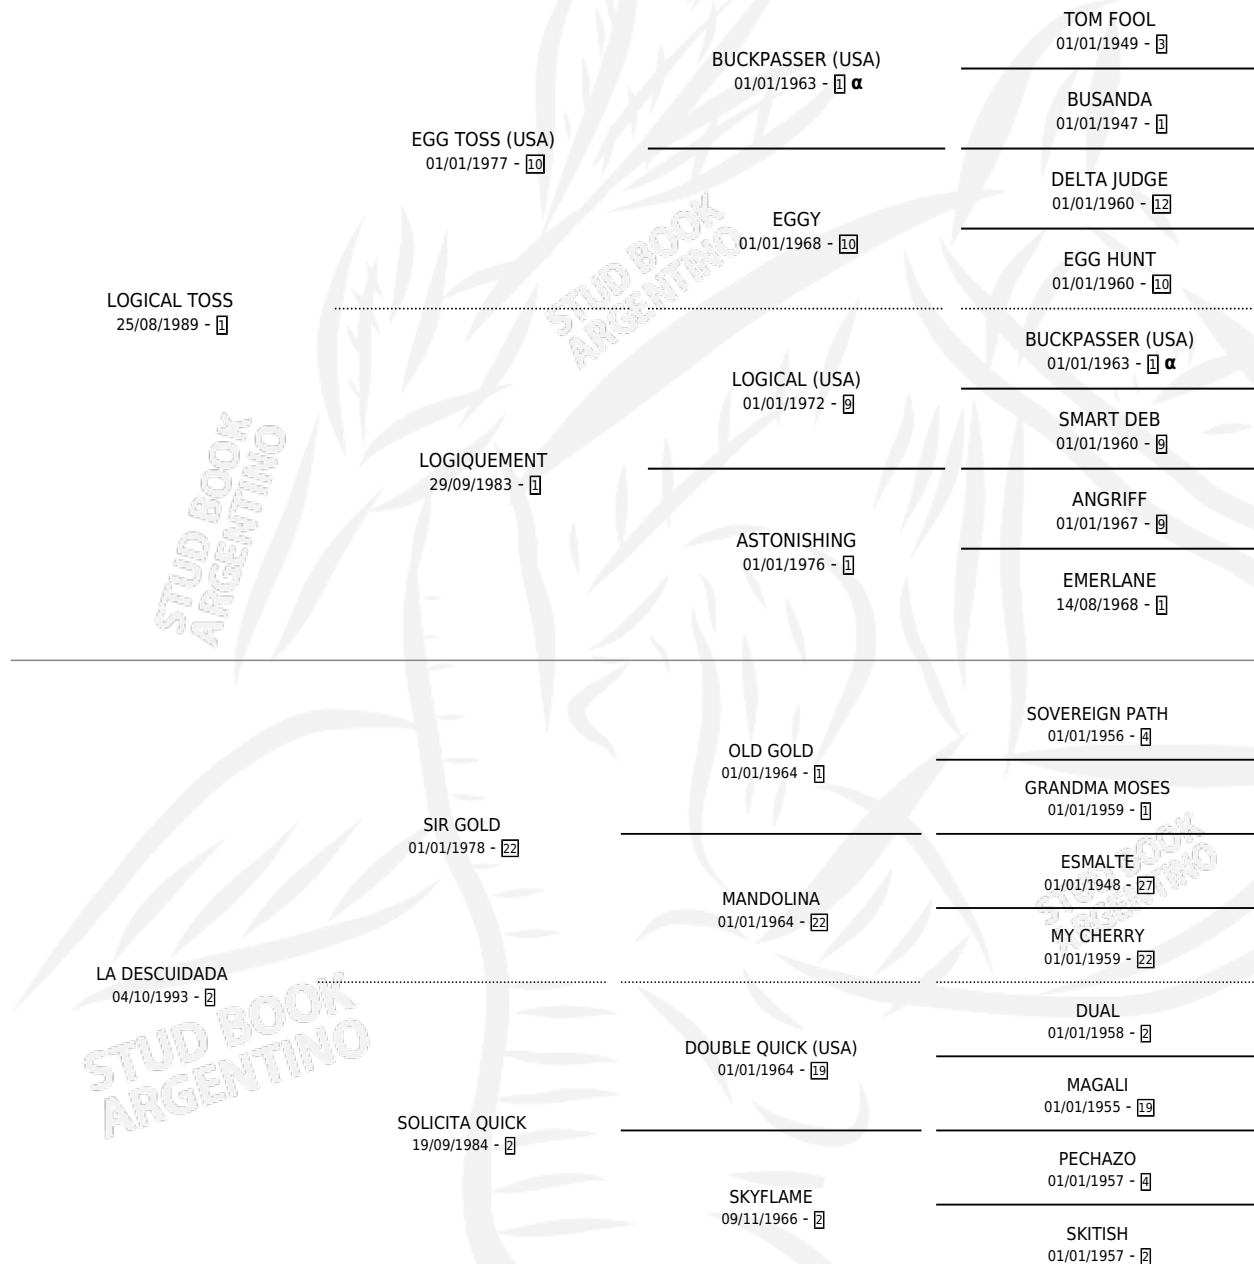 TOM FOOL
01/01/1949 - 3
BUCKPASSER (USA)
01/01/1963 - 1 α
BUSANDA
01/01/1947 - 1
EGG TOSS (USA)
01/01/1977 - 10
DELTA JUDGE
01/01/1960 - 12
EGGY
01/01/1968 - 10
EGG HUNT
01/01/1960 - 10
LOGICAL TOSS
25/08/1989 - 1
BUCKPASSER (USA)
01/01/1963 - 1 α
LOGICAL (USA)
01/01/1972 - 9
SMART DEB
01/01/1960 - 9
LOGIQUEMENT
29/09/1983 - 1
ANGRIFF
01/01/1967 - 9
ASTONISHING
01/01/1976 - 1
EMERLANE
14/08/1968 - 1
SOVEREIGN PATH
01/01/1956 - 4
OLD GOLD
01/01/1964 - 1
GRANDMA MOSES
01/01/1959 - 1
SIR GOLD
01/01/1978 - 22
ESMALTE
01/01/1948 - 27
MANDOLINA
01/01/1964 - 22
MY CHERRY
01/01/1959 - 22
LA DESCUIDADA
04/10/1993 - 2
DUAL
01/01/1958 - 2
DOUBLE QUICK (USA)
01/01/1964 - 19
MAGALI
01/01/1955 - 19
SOLICITA QUICK
19/09/1984 - 2
PECHAZO
01/01/1957 - 4
SKYFLAME
09/11/1966 - 2
SKITISH
01/01/1957 - 2
STUD BOOK
ARGENTINO
STUD BOOK
ARGENTINO
STUD BOOK
ARGENTINO
STUD BOOK
ARGENTINO